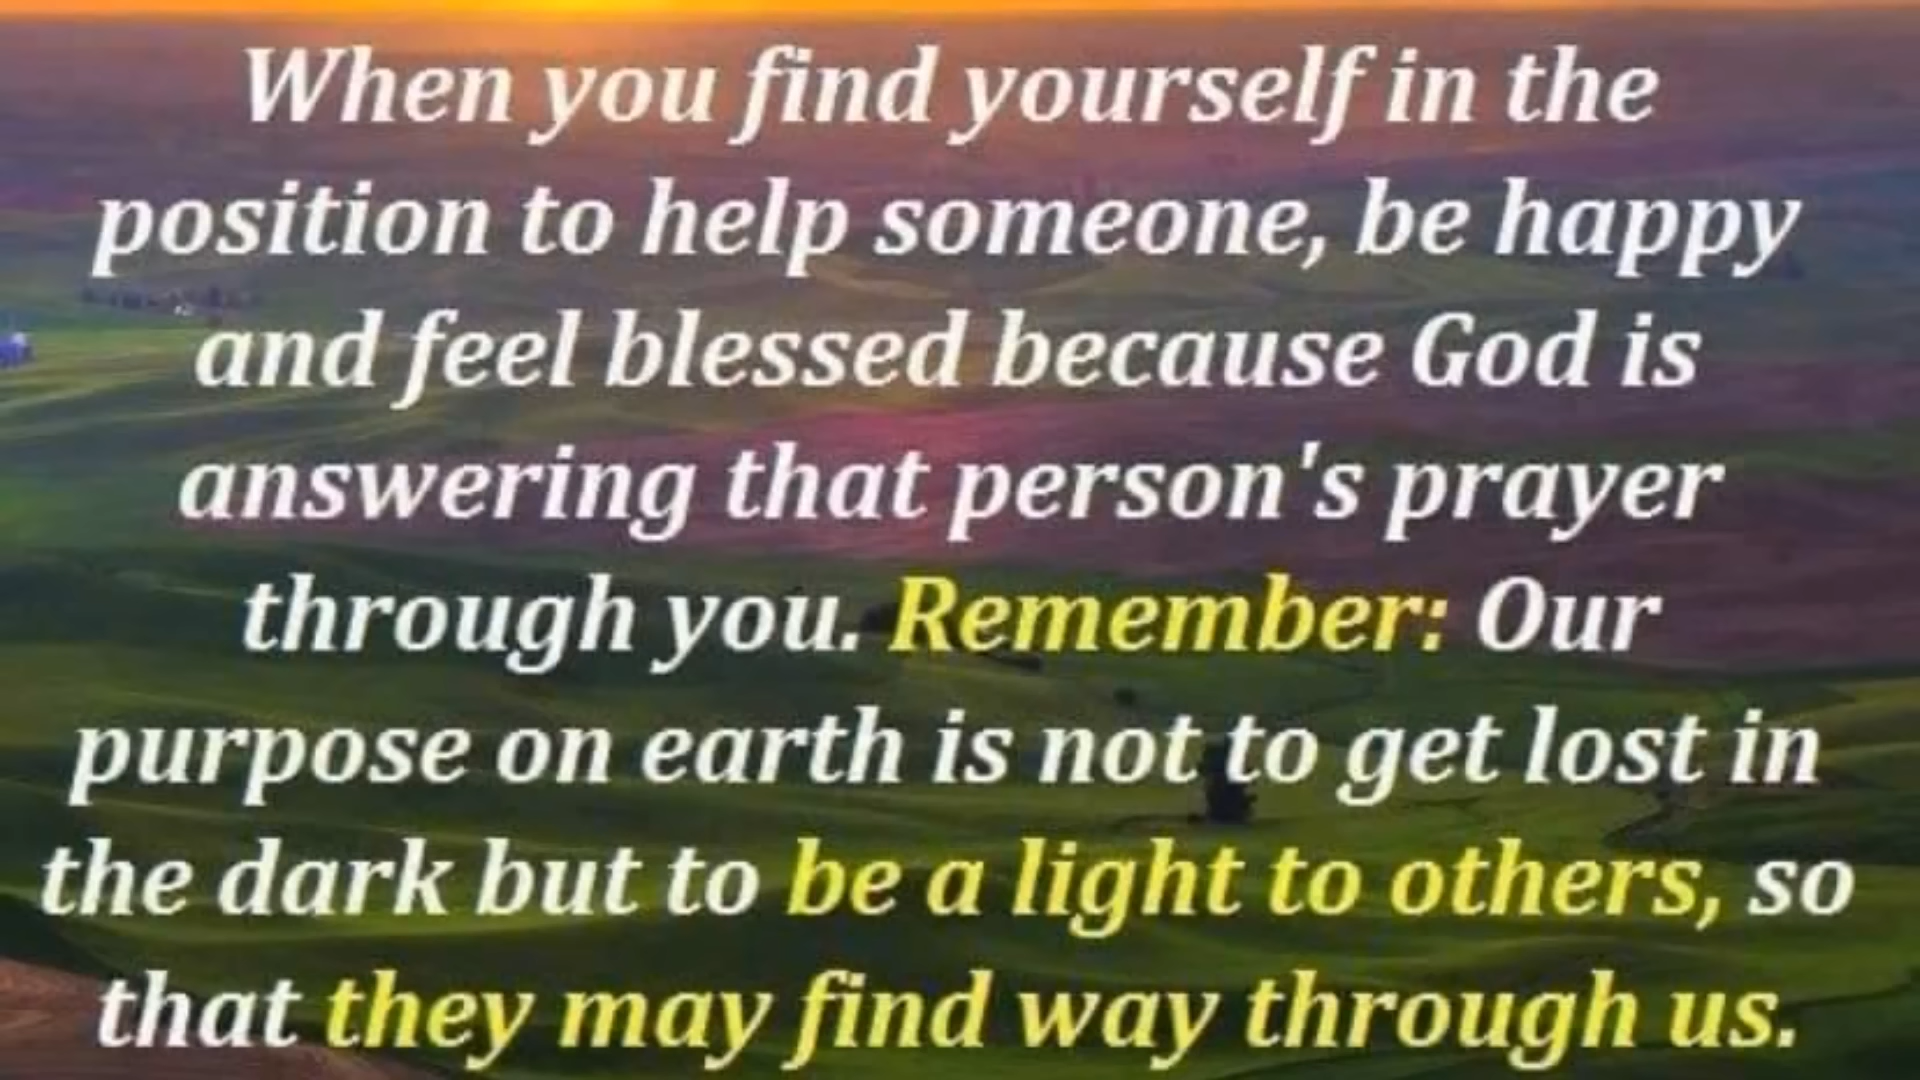 When you find yourself in the
position to help someone, be happy
and feel blessed because God is
answering that person's prayer
through you. Remember: Our
purpose on earth is not to get lost in
the dark but to be a light to others, so
that they may find way through us.